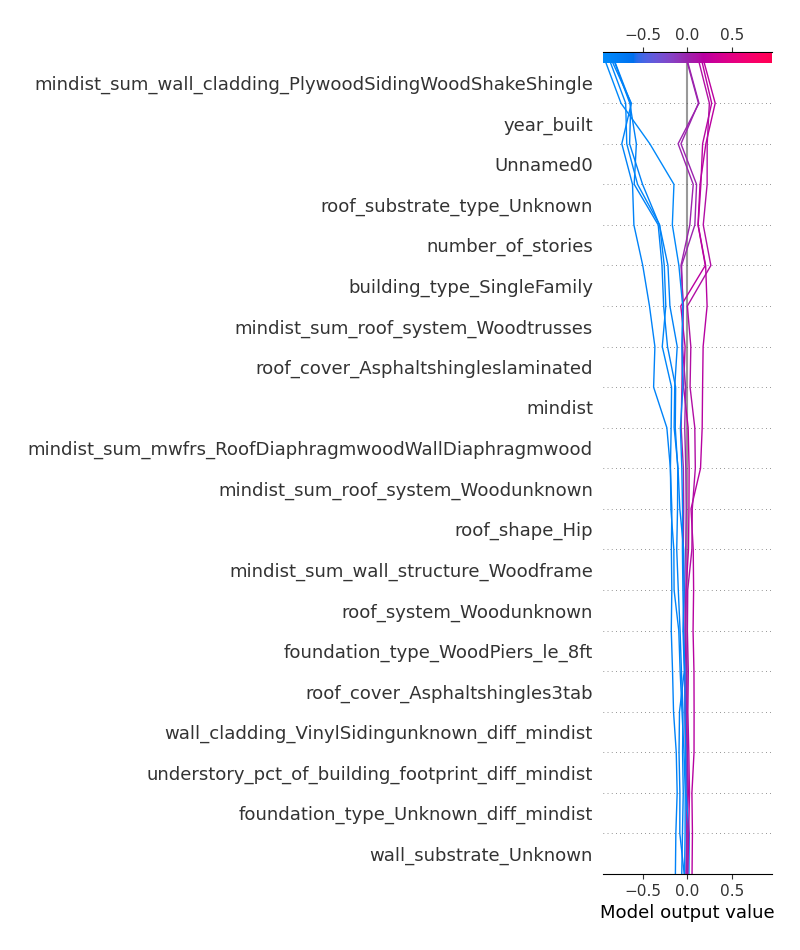 −0.5 0.0 0.5
mindist_sum_wall_cladding_PlywoodSidingWoodShakeShingle
year_built
Unnamed0
roof_substrate_type_Unknown
number_of_stories
building_type_SingleFamily
mindist_sum_roof_system_Woodtrusses
roof_cover_Asphaltshingleslaminated
mindist
mindist_sum_mwfrs_RoofDiaphragmwoodWallDiaphragmwood
mindist_sum_roof_system_Woodunknown
roof_shape_Hip
mindist_sum_wall_structure_Woodframe
roof_system_Woodunknown
foundation_type_WoodPiers_le_8ft
roof_cover_Asphaltshingles3tab
wall_cladding_VinylSidingunknown_diff_mindist
understory_pct_of_building_footprint_diff_mindist
foundation_type_Unknown_diff_mindist
wall_substrate_Unknown
−0.5 0.0 0.5
Model output value